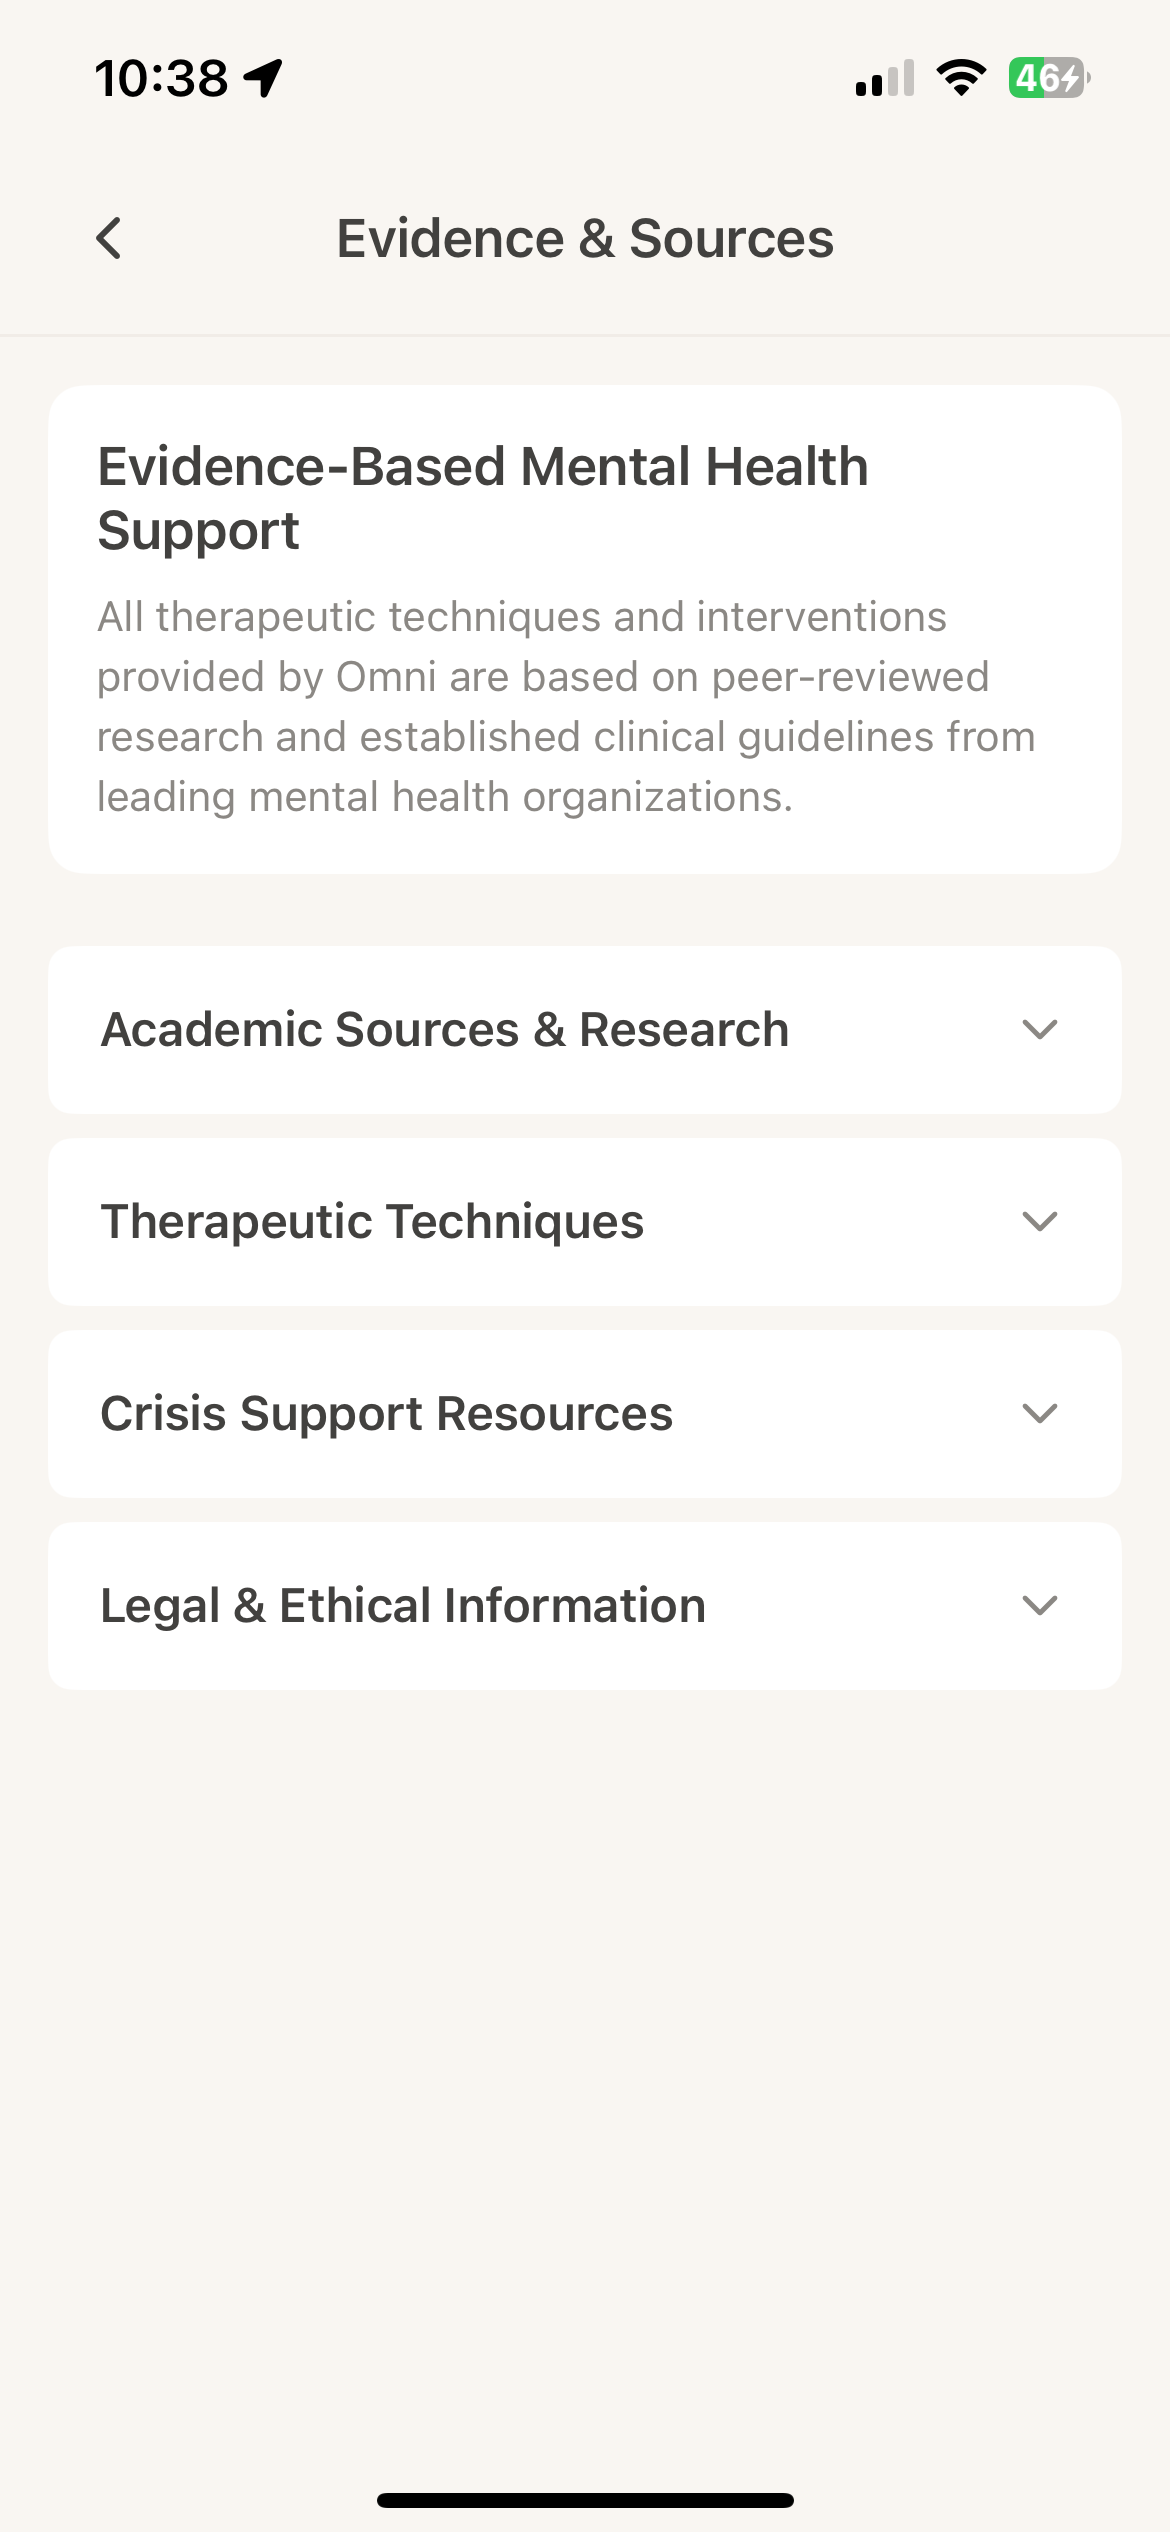 10:38
46
Evidence & Sources
Evidence-Based Mental Health
Support
All therapeutic techniques and interventions
provided by Omni are based on peer-reviewed
research and established clinical guidelines from
leading mental health organizations.
Academic Sources & Research
Therapeutic Techniques
Crisis Support Resources
Legal & Ethical Information